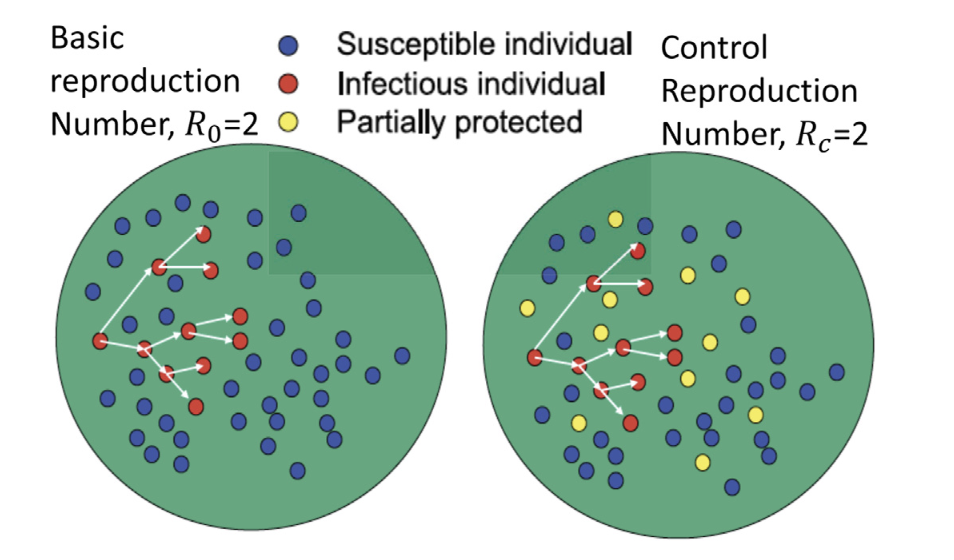 Basic
reproduction
Number, R₀=2
Susceptible individual
Infectious individual
Partially protected
Control
Reproduction
Number, R𝑐=2